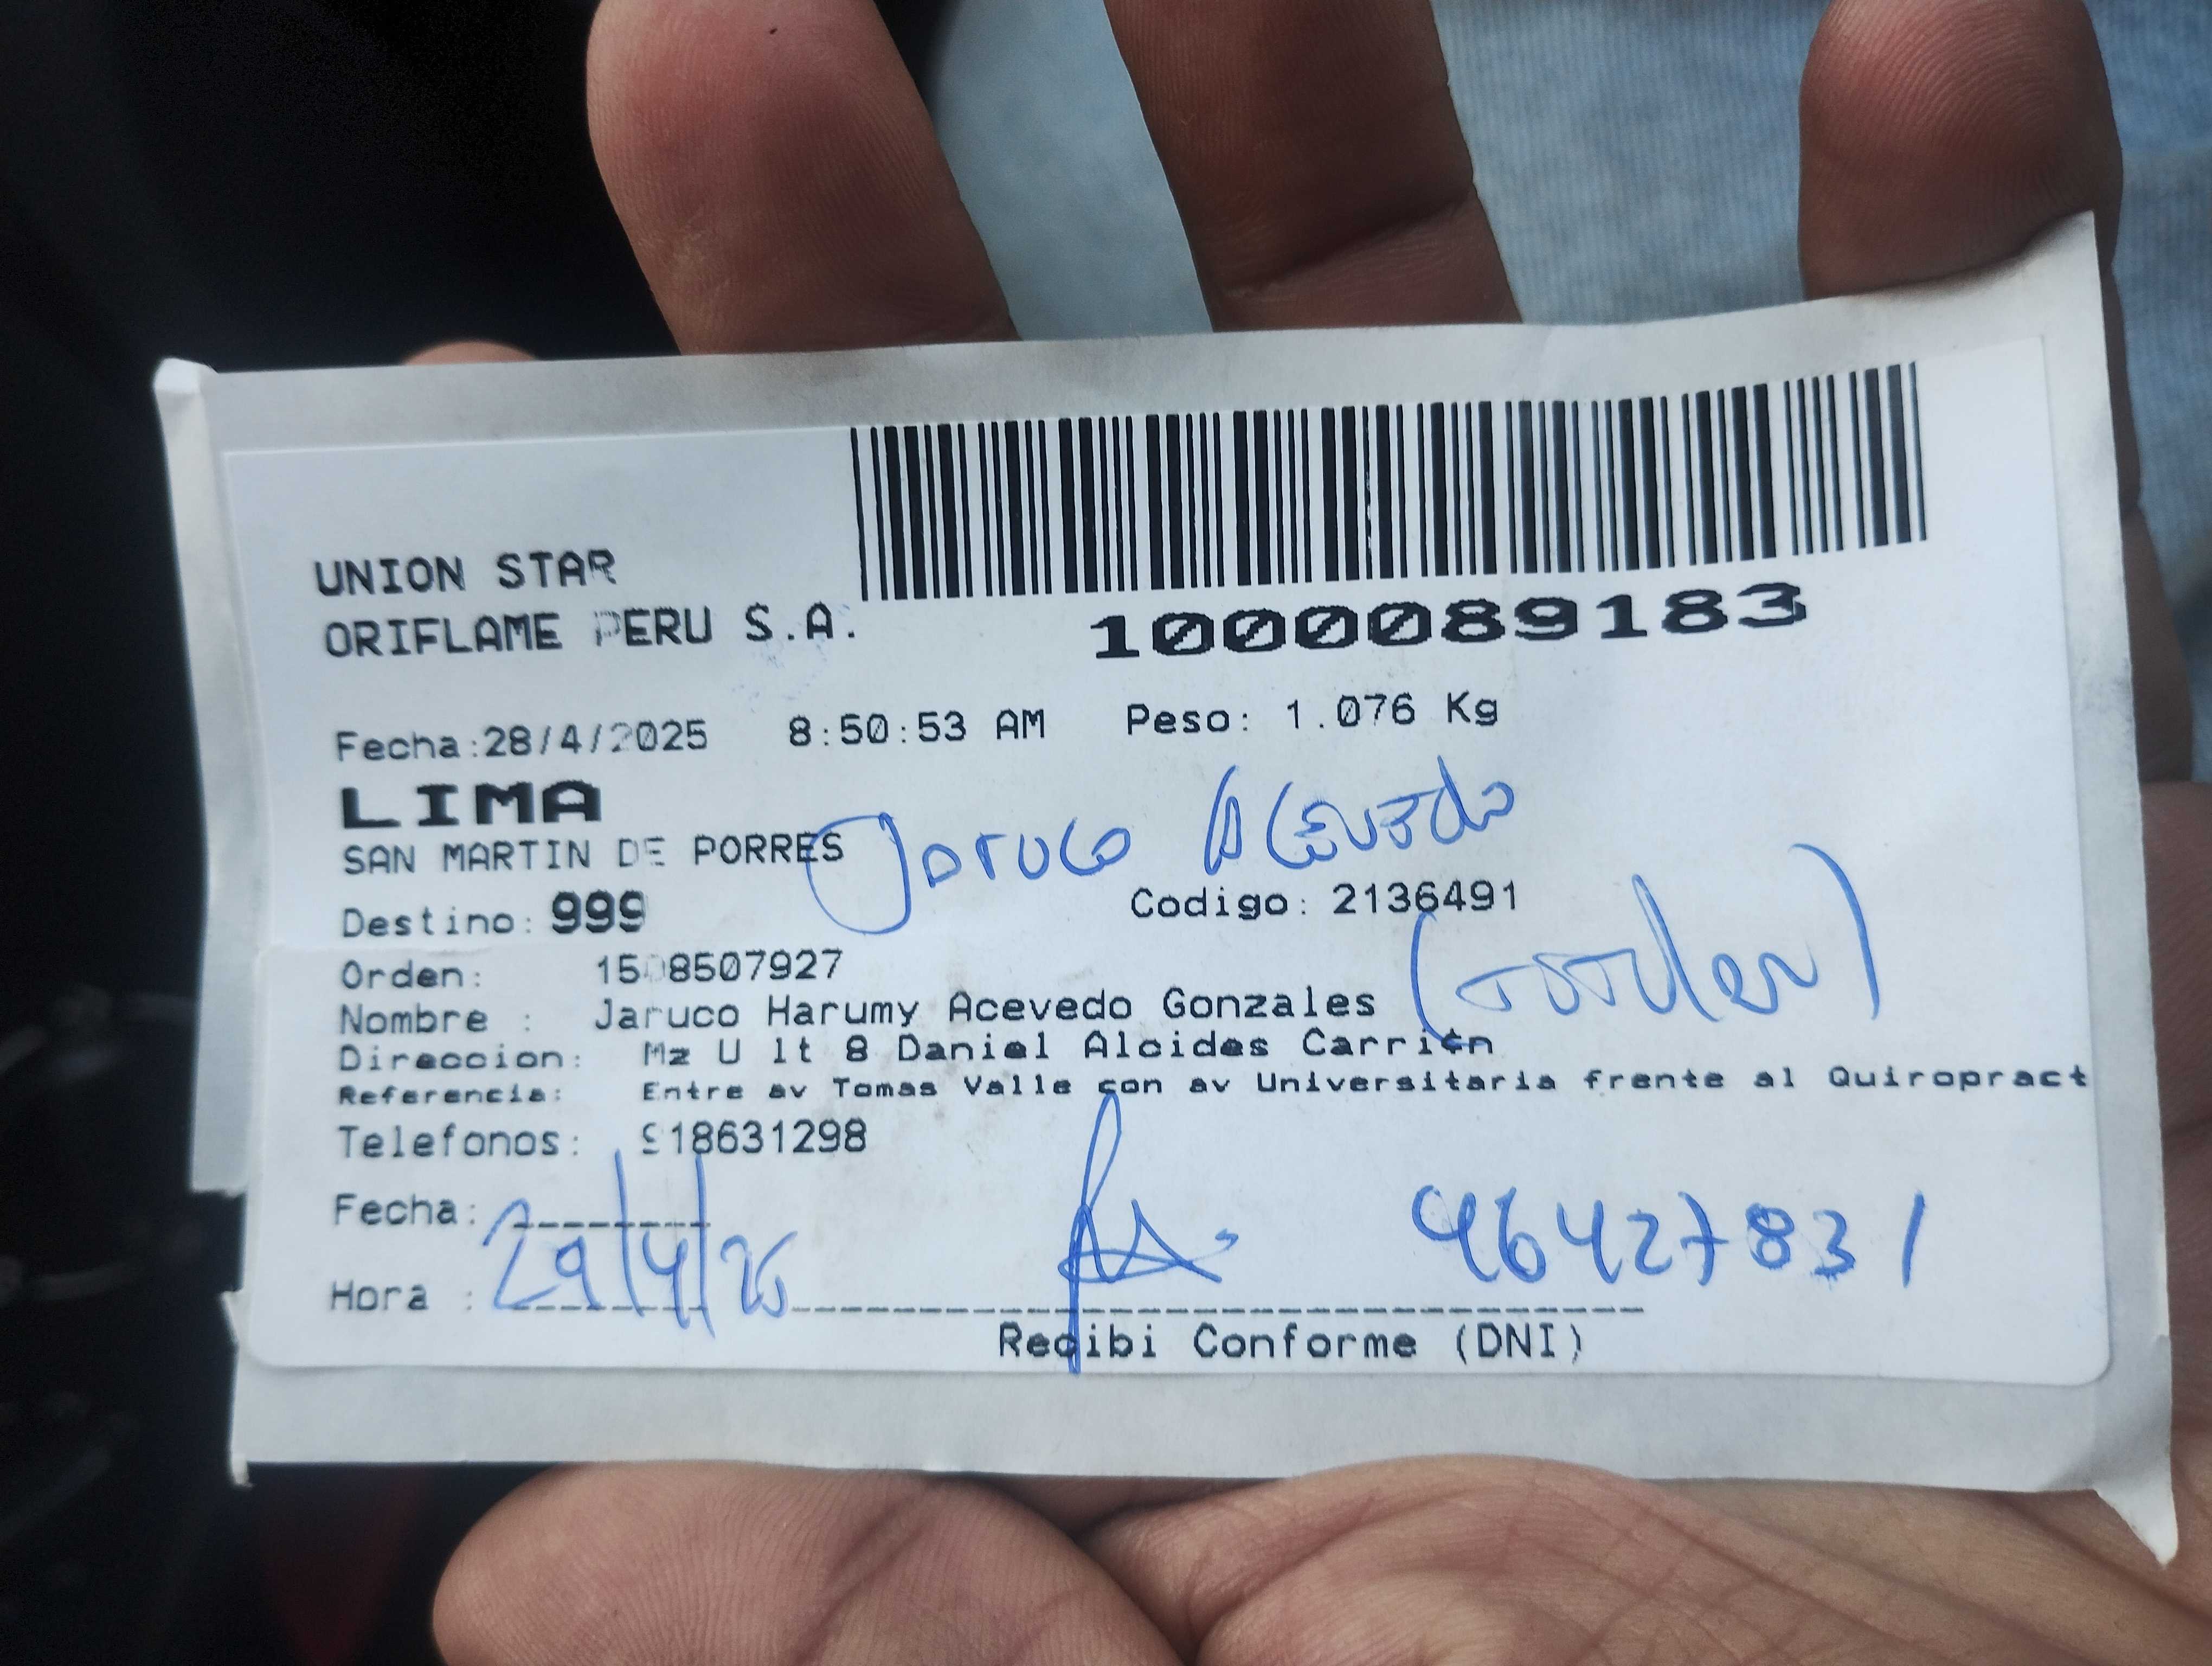 UNION STAR
ORIFLAME PERU S.A.
1000089183
Fecha:28/4/2025 8:50:53 AM Peso: 1.076 Kg
LIMA
SAN MARTIN DE PORRES
Jaruco Acevedo
Destino: 999 Codigo: 2136491
Orden: 1508507927
(Titular)
Nombre : Jaruco Harumy Acevedo Gonzales
Direccion: Mz U lt 8 Daniel Alcides Carrión
Referencia: Entre av Tomas Valle con av Universitaria frente al Quiropract
Telefonos: 918631298
Fecha: 29/4/25
46427831
Hora :
Recibi Conforme (DNI)